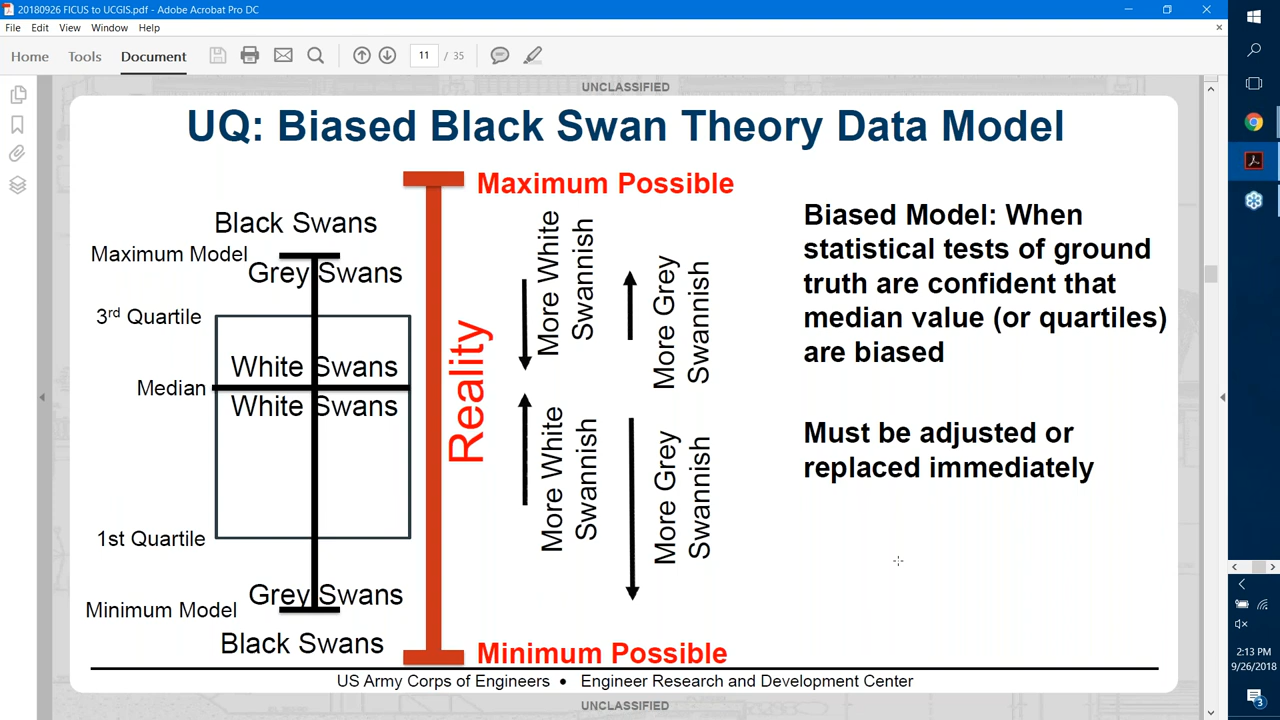 20180926 FICUS to UCGIS.pdf - Adobe Acrobat Pro DC
File Edit View Window Help
Home Tools Document 11 / 35
UNCLASSIFIED
UQ: Biased Black Swan Theory Data Model
Maximum Possible
Black Swans
Maximum Model
Grey Swans
3rd Quartile
White Swans
Median
White Swans
1st Quartile
Grey Swans
Minimum Model
Black Swans
Reality
Minimum Possible
More White
Swannish
More Grey
Swannish
More White
Swannish
More Grey
Swannish
Biased Model: When
statistical tests of ground
truth are confident that
median value (or quartiles)
are biased
Must be adjusted or
replaced immediately
US Army Corps of Engineers • Engineer Research and Development Center
UNCLASSIFIED
2:13 PM
9/26/2018
3